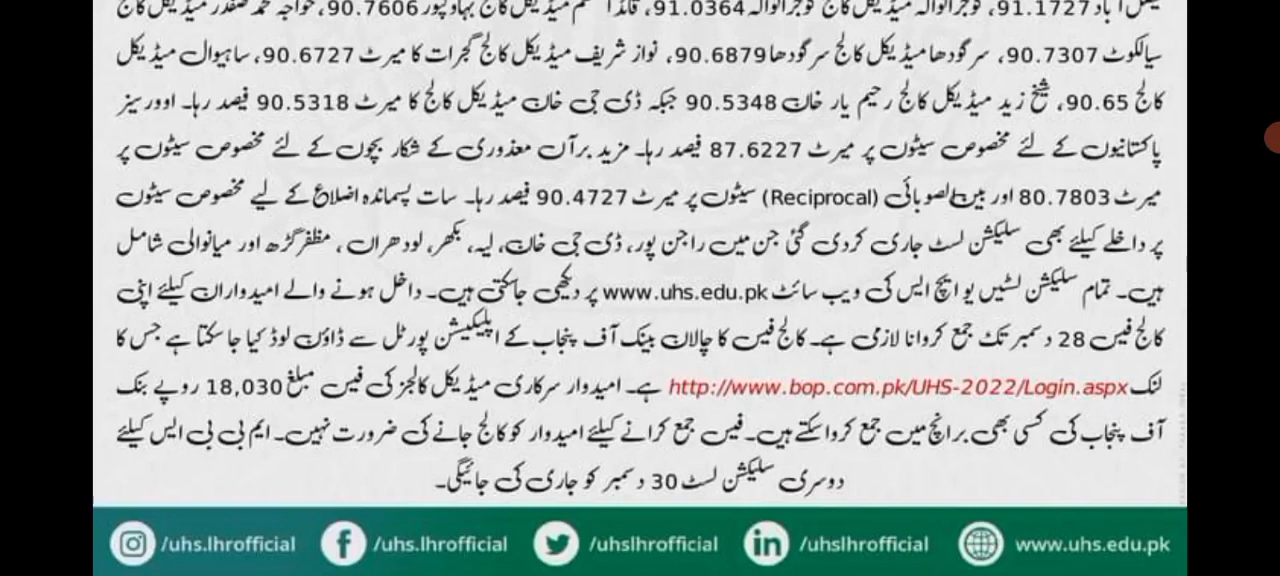 فیصل آباد 91.1727، گوجرانوالہ میڈیکل کالج گوجرانوالہ 91.0364، قائد اعظم میڈیکل کالج بہاولپور 90.7606، خواجہ محمد صفدر میڈیکل کالج
سیالکوٹ 90.7307، سرگودھا میڈیکل کالج سرگودھا 90.6879، نواز شریف میڈیکل کالج گجرات کا میرٹ 90.6727، ساہیوال میڈیکل
کالج 90.65، شیخ زید میڈیکل کالج رحیم یار خان 90.5348 جبکہ ڈی جی خان میڈیکل کالج کا میرٹ 90.5318 فیصد رہا۔ اوورسیز
پاکستانیوں کے لئے مخصوص سیٹوں پر میرٹ 87.6227 فیصد رہا۔ مزید برآں معذوری کے شکار بچوں کے لئے مخصوص سیٹوں پر
میرٹ 80.7803 اور بین الصوبائی (Reciprocal) سیٹوں پر میرٹ 90.4727 فیصد رہا۔ سات پسماندہ اضلاع کے لیے مخصوص سیٹوں
پر داخلے کیلئے بھی سلیکشن لسٹ جاری کردی گئی جن میں راجن پور، ڈی جی خان، لیہ، بکھر، لودھراں، مظفر گڑھ اور میانوالی شامل
ہیں۔ تمام سلیکشن لسٹیں یو ایچ ایس کی ویب سائٹ www.uhs.edu.pk پر دیکھی جاسکتی ہیں۔ داخل ہونے والے امیدواران کیلئے اپنی
کالج فیس 28 دسمبر تک جمع کروانا لازمی ہے۔ کالج فیس کا چالان بینک آف پنجاب کے اپلیکیشن پورٹل سے ڈاؤن لوڈ کیا جا سکتا ہے جس کا
لنک http://www.bop.com.pk/UHS-2022/Login.aspx ہے۔ امیدوار سرکاری میڈیکل کالجز کی فیس مبلغ 18,030 روپے بنک
آف پنجاب کی کسی بھی برانچ میں جمع کرواسکتے ہیں۔ فیس جمع کرانے کیلئے امیدوار کو کالج جانے کی ضرورت نہیں۔ ایم بی بی ایس کیلئے
دوسری سلیکشن لسٹ 30 دسمبر کو جاری کی جائیگی۔
/uhs.lhrofficial /uhs.lhrofficial /uhslhrofficial /uhslhrofficial www.uhs.edu.pk